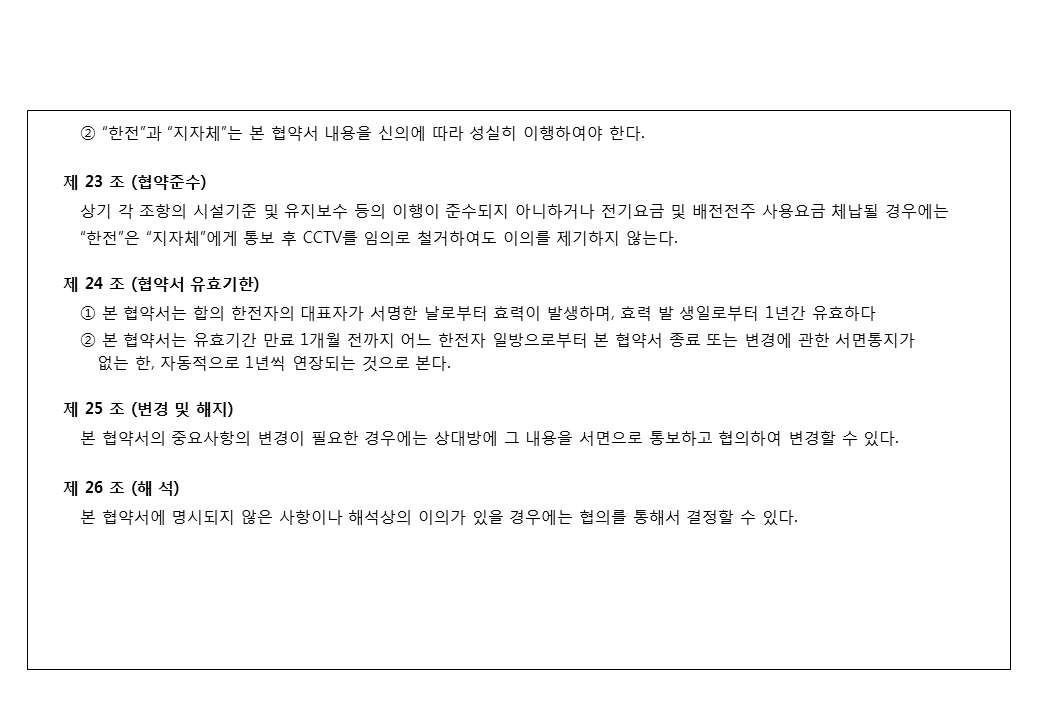 ② “한전”과 “지자체”는 본 협약서 내용을 신의에 따라 성실히 이행하여야 한다.
제 23 조 (협약준수)
상기 각 조항의 시설기준 및 유지보수 등의 이행이 준수되지 아니하거나 전기요금 및 배전전주 사용요금 체납될 경우에는
“한전”은 “지자체”에게 통보 후 CCTV를 임의로 철거하여도 이의를 제기하지 않는다.
제 24 조 (협약서 유효기한)
① 본 협약서는 합의 한전자의 대표자가 서명한 날로부터 효력이 발생하며, 효력 발 생일로부터 1년간 유효하다
② 본 협약서는 유효기간 만료 1개월 전까지 어느 한전자 일방으로부터 본 협약서 종료 또는 변경에 관한 서면통지가
없는 한, 자동적으로 1년씩 연장되는 것으로 본다.
제 25 조 (변경 및 해지)
본 협약서의 중요사항의 변경이 필요한 경우에는 상대방에 그 내용을 서면으로 통보하고 협의하여 변경할 수 있다.
제 26 조 (해 석)
본 협약서에 명시되지 않은 사항이나 해석상의 이의가 있을 경우에는 협의를 통해서 결정할 수 있다.